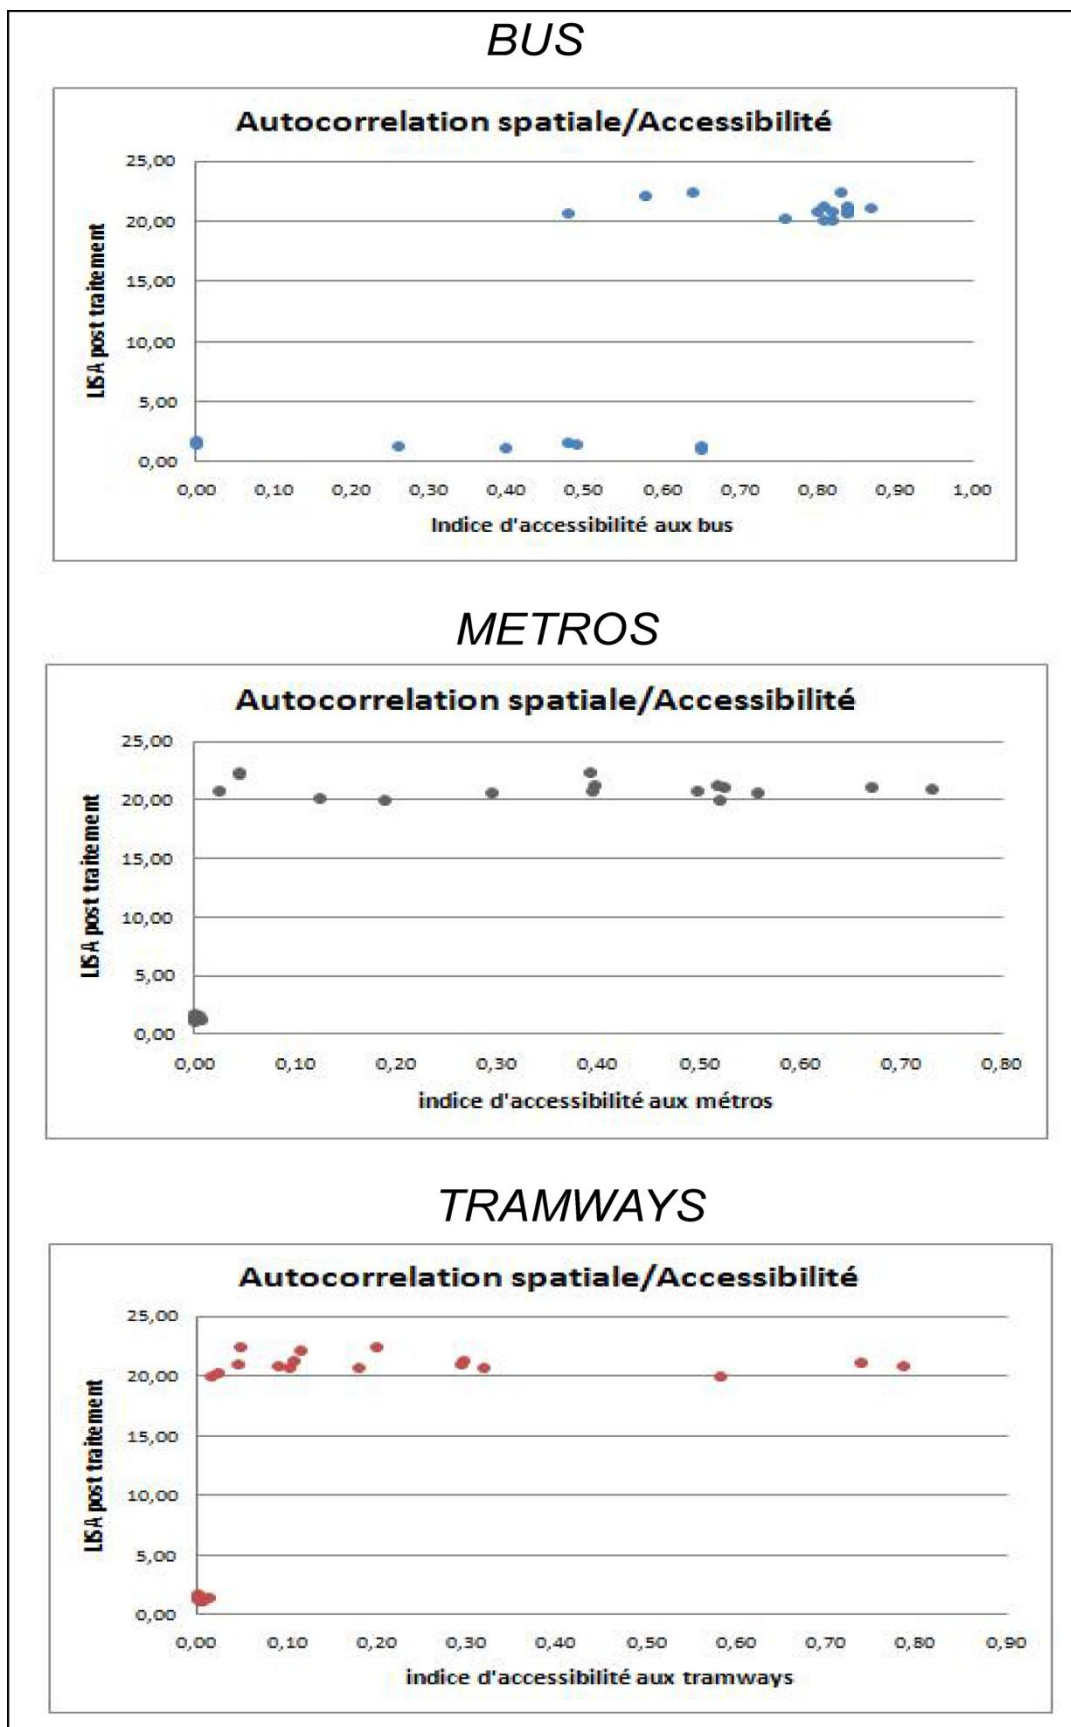 BUS
Autocorrelation spatiale/Accessibilité
25,00
20,00
15,00
10,00
5,00
0,00
LISA post traitement
0,00 0,10 0,20 0,30 0,40 0,50 0,60 0,70 0,80 0,90 1,00
Indice d'accessibilité aux bus
METROS
Autocorrelation spatiale/Accessibilité
25,00
20,00
15,00
10,00
5,00
0,00
LISA post traitement
0,00 0,10 0,20 0,30 0,40 0,50 0,60 0,70 0,80
indice d'accessibilité aux métros
TRAMWAYS
Autocorrelation spatiale/Accessibilité
25,00
20,00
15,00
10,00
5,00
0,00
LISA post traitement
0,00 0,10 0,20 0,30 0,40 0,50 0,60 0,70 0,80 0,90
indice d'accessibilité aux tramways